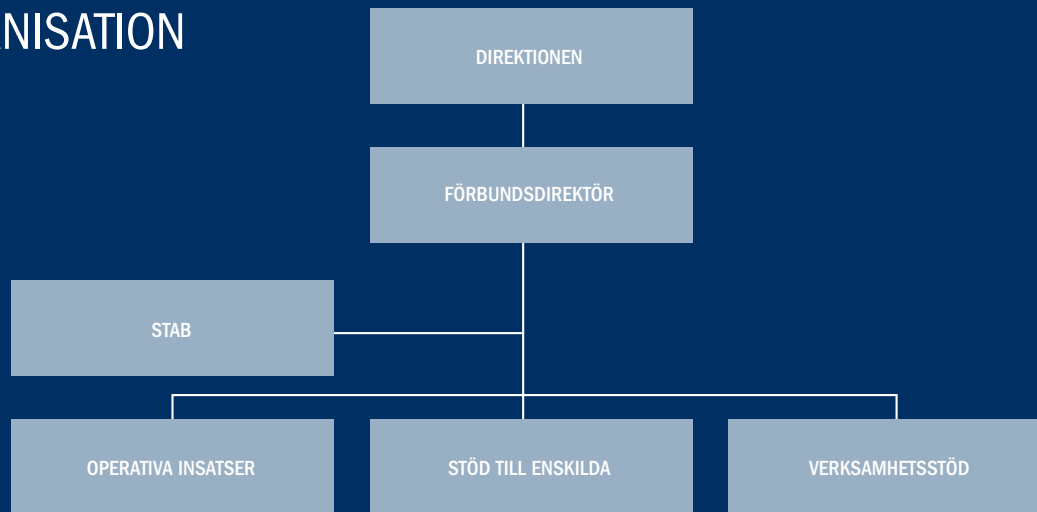 NISATION
DIREKTIONEN
FÖRBUNDSDIREKTÖR
STAB
OPERATIVA INSATSER
STÖD TILL ENSKILDA
VERKSAMHETSSTÖD